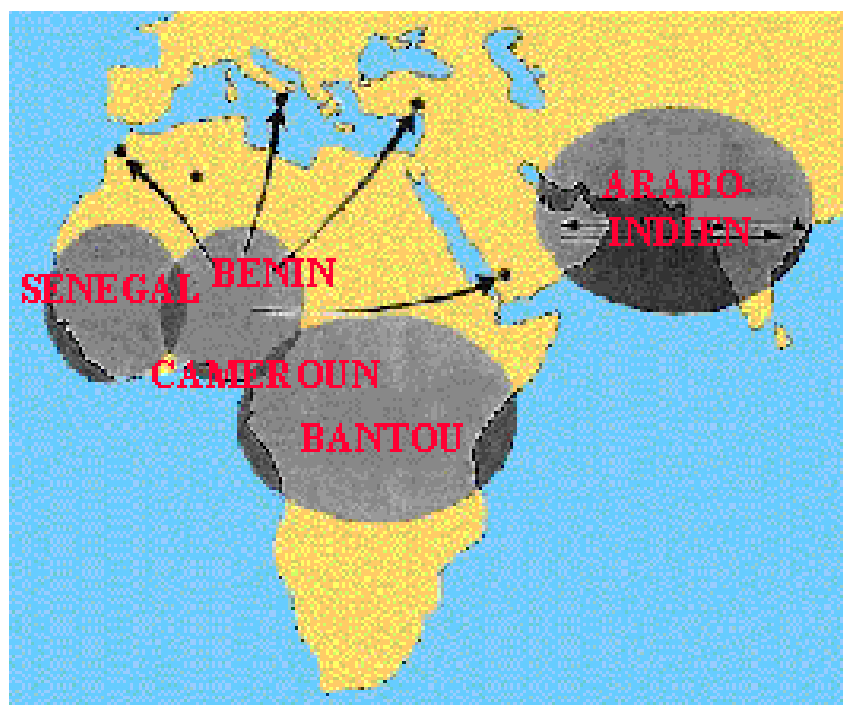 ARABO-
INDIEN
BENIN
SENEGAL
CAMEROUN
BANTOU